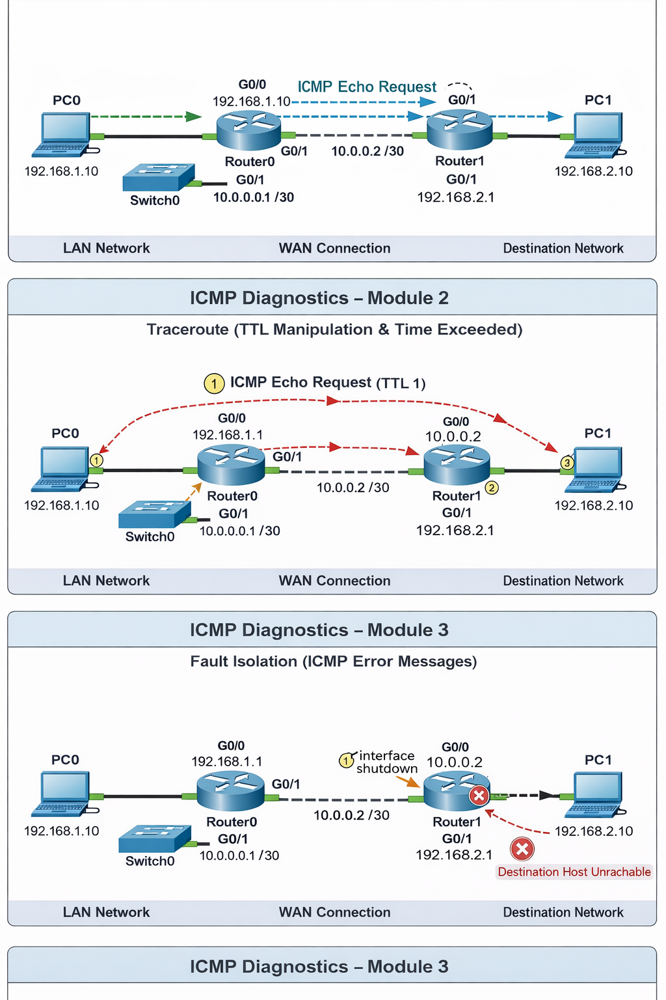 ICMP Echo Request
G0/0
192.168.1.10
G0/1
PC0
PC1
192.168.1.10
Router0
G0/1
G0/1
10.0.0.0.1 /30
10.0.0.2 /30
Router1
G0/1
192.168.2.1
192.168.2.10
Switch0
LAN Network
WAN Connection
Destination Network
ICMP Diagnostics – Module 2
Traceroute (TTL Manipulation & Time Exceeded)
1 ICMP Echo Request (TTL 1)
G0/0
192.168.1.1
G0/0
10.0.0.2
PC0
PC1
1
G0/1
3
10.0.0.2 /30
2
192.168.1.10
Router0
G0/1
10.0.0.0.1 /30
Router1
G0/1
192.168.2.1
192.168.2.10
Switch0
LAN Network
WAN Connection
Destination Network
ICMP Diagnostics – Module 3
Fault Isolation (ICMP Error Messages)
G0/0
192.168.1.1
1 interface
shutdown
G0/0
10.0.0.2
PC0
PC1
G0/1
10.0.0.2 /30
192.168.1.10
Router0
G0/1
10.0.0.0.1 /30
Router1
G0/1
192.168.2.1
192.168.2.10
Switch0
Destination Host Unrachable
LAN Network
WAN Connection
Destination Network
ICMP Diagnostics – Module 3